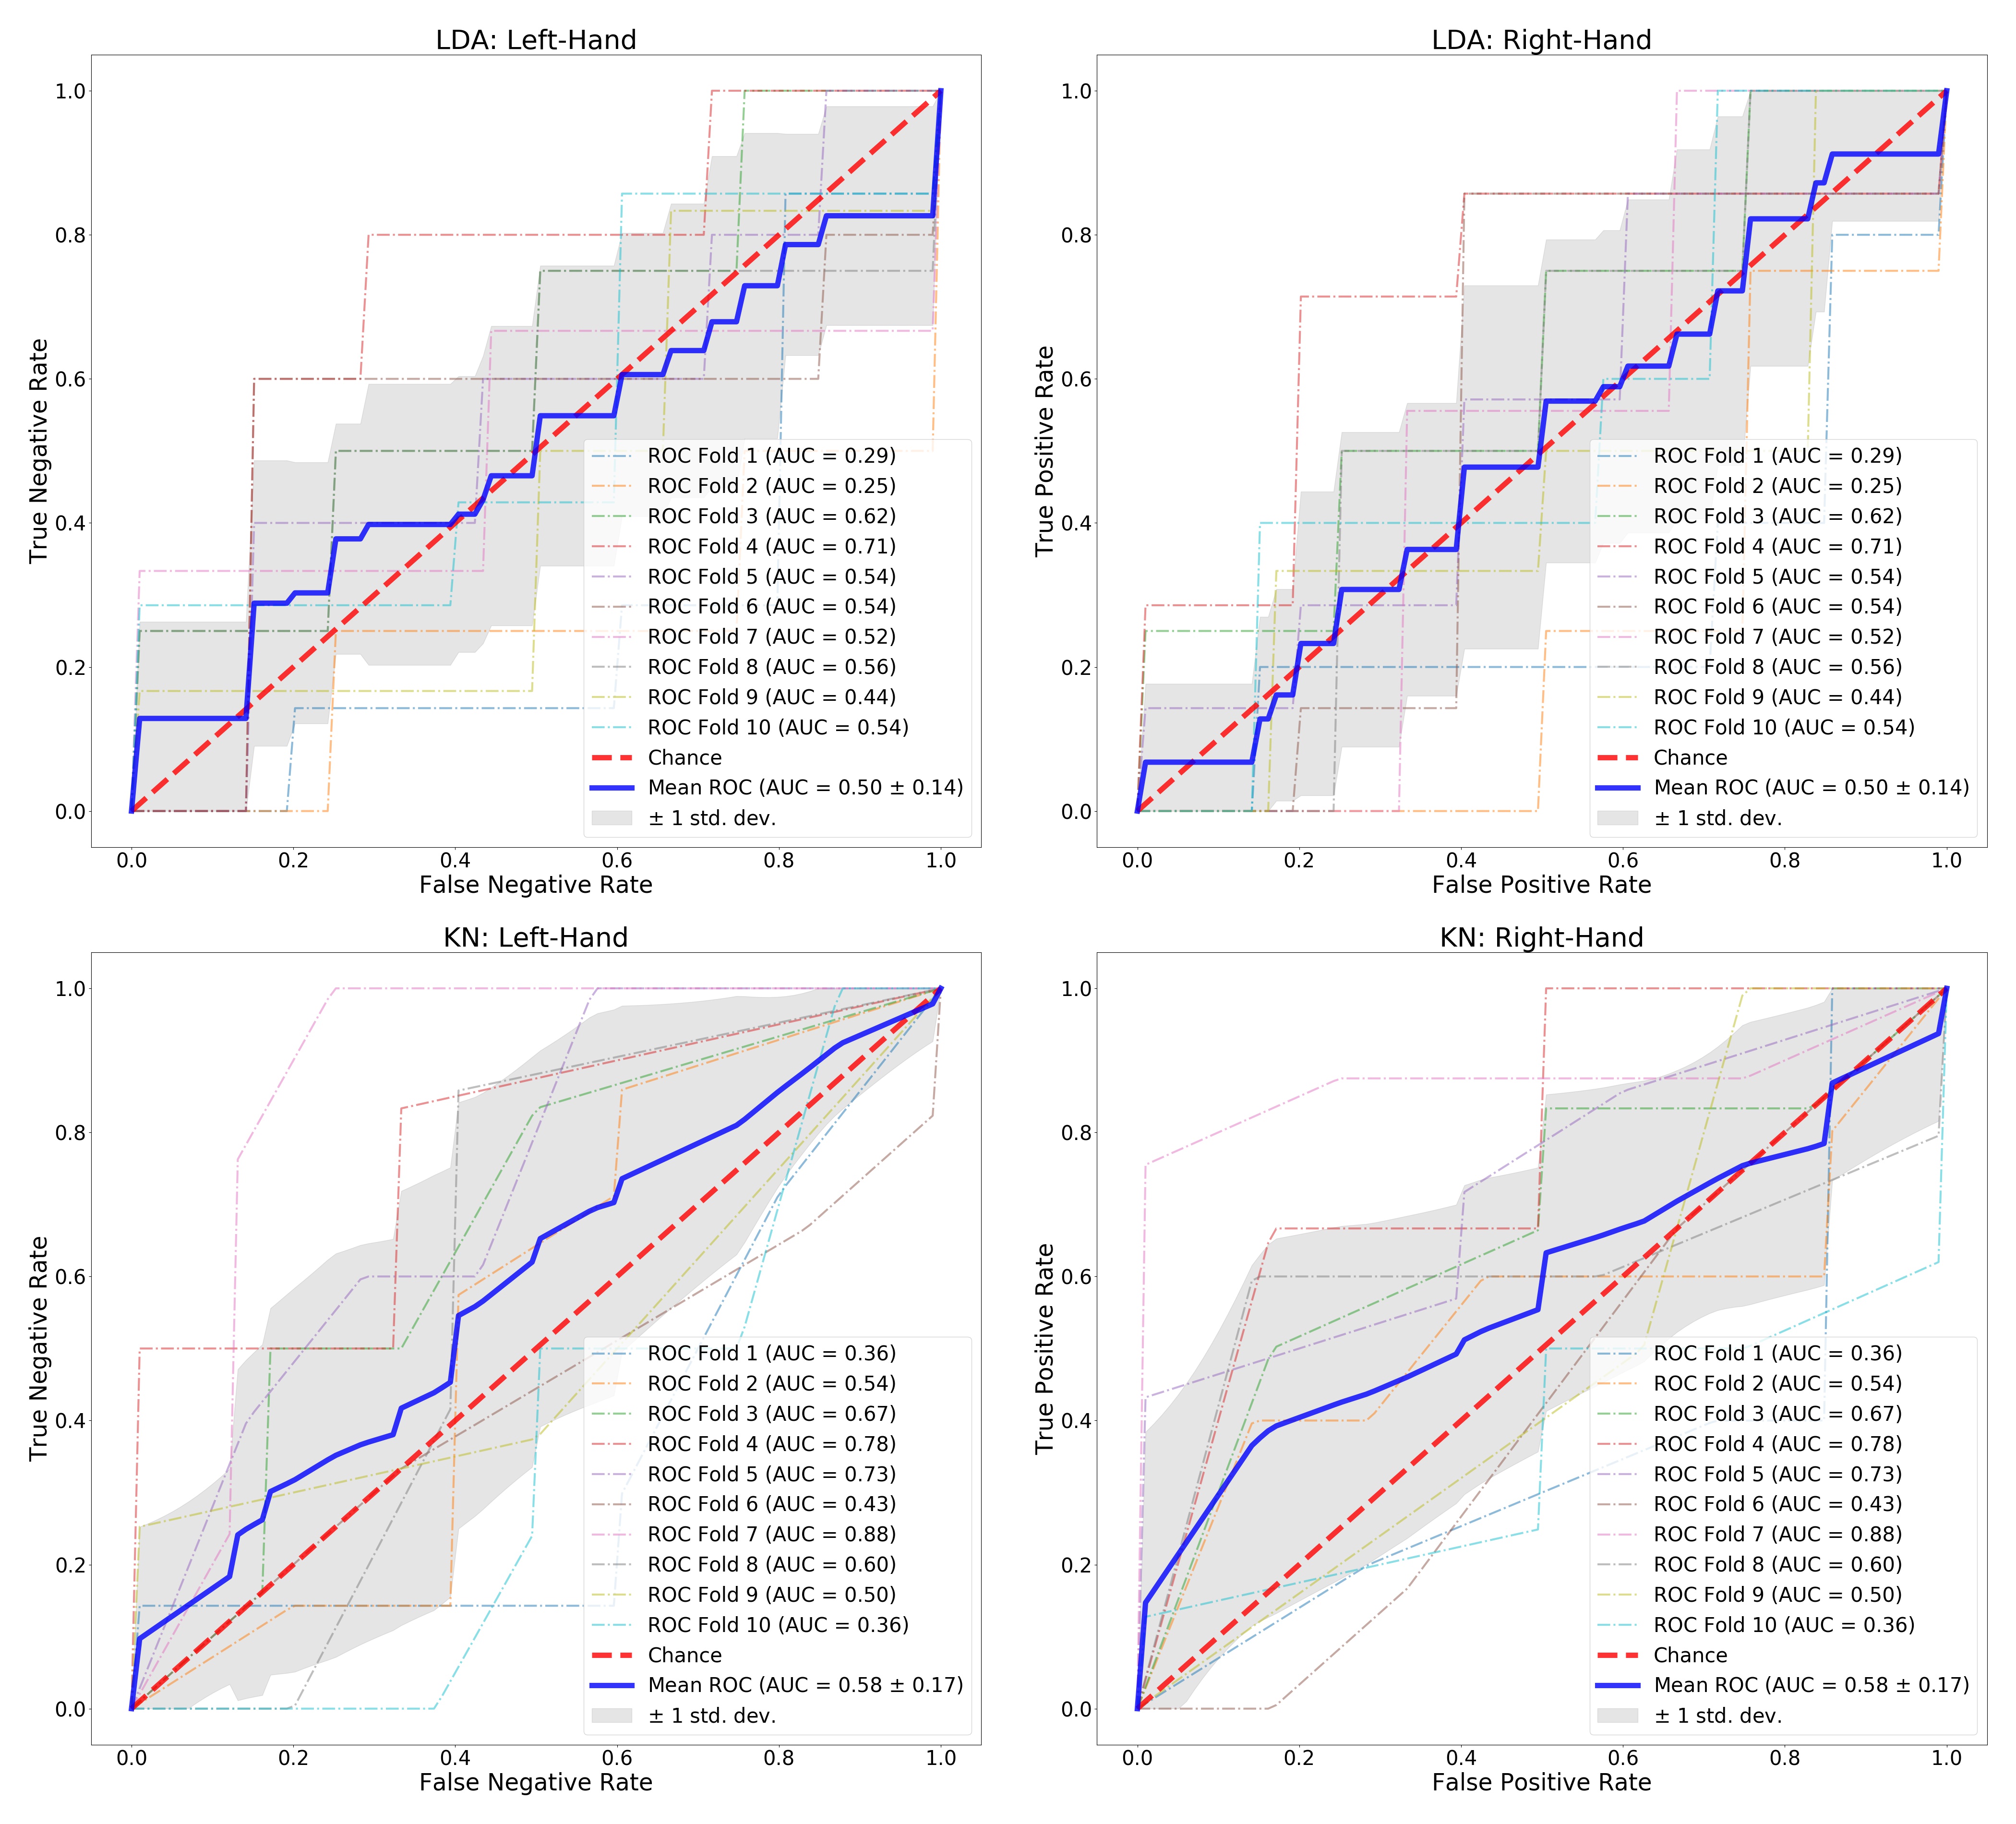 LDA: Left-Hand
True Negative Rate
1.0
0.8
0.6
0.4
0.2
0.0
ROC Fold 1 (AUC = 0.29)
ROC Fold 2 (AUC = 0.25)
ROC Fold 3 (AUC = 0.62)
ROC Fold 4 (AUC = 0.71)
ROC Fold 5 (AUC = 0.54)
ROC Fold 6 (AUC = 0.54)
ROC Fold 7 (AUC = 0.52)
ROC Fold 8 (AUC = 0.56)
ROC Fold 9 (AUC = 0.44)
ROC Fold 10 (AUC = 0.54)
Chance
Mean ROC (AUC = 0.50 ± 0.14)
± 1 std. dev.
0.0 0.2 0.4 0.6 0.8 1.0
False Negative Rate
LDA: Right-Hand
True Positive Rate
1.0
0.8
0.6
0.4
0.2
0.0
ROC Fold 1 (AUC = 0.29)
ROC Fold 2 (AUC = 0.25)
ROC Fold 3 (AUC = 0.62)
ROC Fold 4 (AUC = 0.71)
ROC Fold 5 (AUC = 0.54)
ROC Fold 6 (AUC = 0.54)
ROC Fold 7 (AUC = 0.52)
ROC Fold 8 (AUC = 0.56)
ROC Fold 9 (AUC = 0.44)
ROC Fold 10 (AUC = 0.54)
Chance
Mean ROC (AUC = 0.50 ± 0.14)
± 1 std. dev.
0.0 0.2 0.4 0.6 0.8 1.0
False Positive Rate
KN: Left-Hand
True Negative Rate
1.0
0.8
0.6
0.4
0.2
0.0
ROC Fold 1 (AUC = 0.36)
ROC Fold 2 (AUC = 0.54)
ROC Fold 3 (AUC = 0.67)
ROC Fold 4 (AUC = 0.78)
ROC Fold 5 (AUC = 0.73)
ROC Fold 6 (AUC = 0.43)
ROC Fold 7 (AUC = 0.88)
ROC Fold 8 (AUC = 0.60)
ROC Fold 9 (AUC = 0.50)
ROC Fold 10 (AUC = 0.36)
Chance
Mean ROC (AUC = 0.58 ± 0.17)
± 1 std. dev.
0.0 0.2 0.4 0.6 0.8 1.0
False Negative Rate
KN: Right-Hand
True Positive Rate
1.0
0.8
0.6
0.4
0.2
0.0
ROC Fold 1 (AUC = 0.36)
ROC Fold 2 (AUC = 0.54)
ROC Fold 3 (AUC = 0.67)
ROC Fold 4 (AUC = 0.78)
ROC Fold 5 (AUC = 0.73)
ROC Fold 6 (AUC = 0.43)
ROC Fold 7 (AUC = 0.88)
ROC Fold 8 (AUC = 0.60)
ROC Fold 9 (AUC = 0.50)
ROC Fold 10 (AUC = 0.36)
Chance
Mean ROC (AUC = 0.58 ± 0.17)
± 1 std. dev.
0.0 0.2 0.4 0.6 0.8 1.0
False Positive Rate